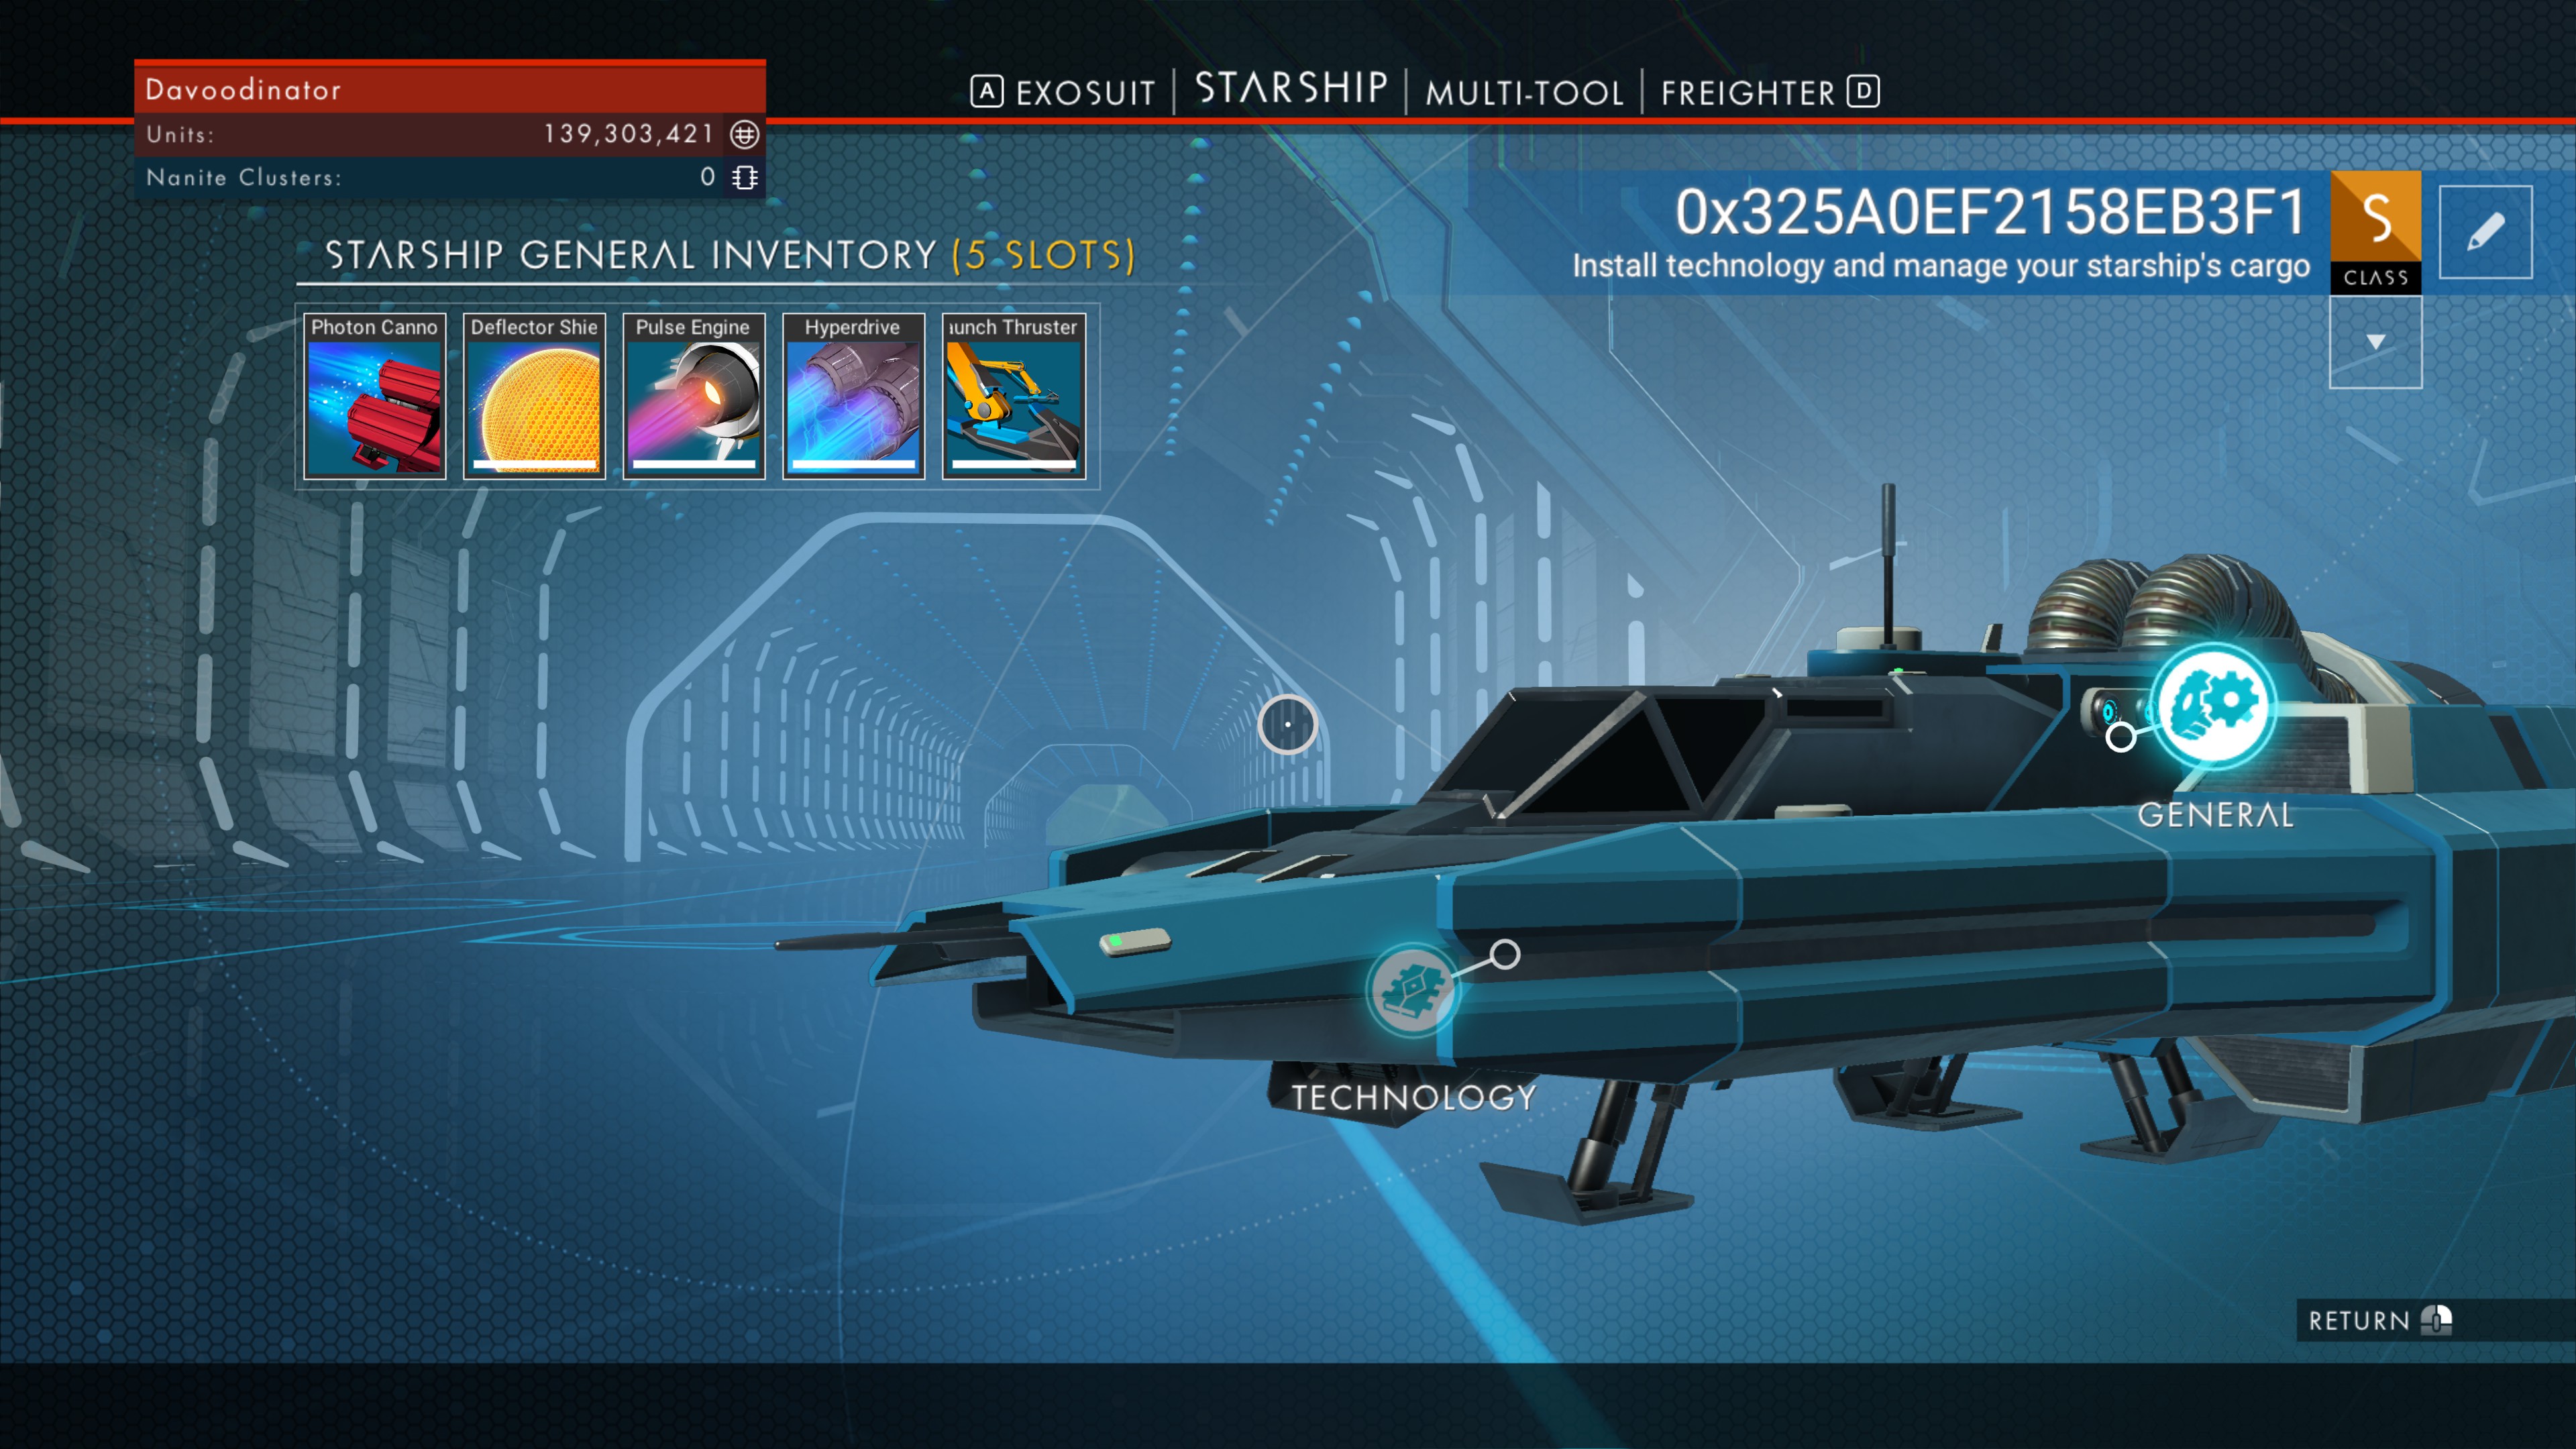 Davoodinator
Units: 139,303,421
Nanite Clusters: 0
A EXOSUIT STARSHIP MULTI-TOOL FREIGHTER D
0x325A0EF2158EB3F1
Install technology and manage your starship's cargo
S
CLASS
STARSHIP GENERAL INVENTORY (5 SLOTS)
Photon Canno
Deflector Shie
Pulse Engine
Hyperdrive
aunch Thruster
GENERAL
TECHNOLOGY
RETURN